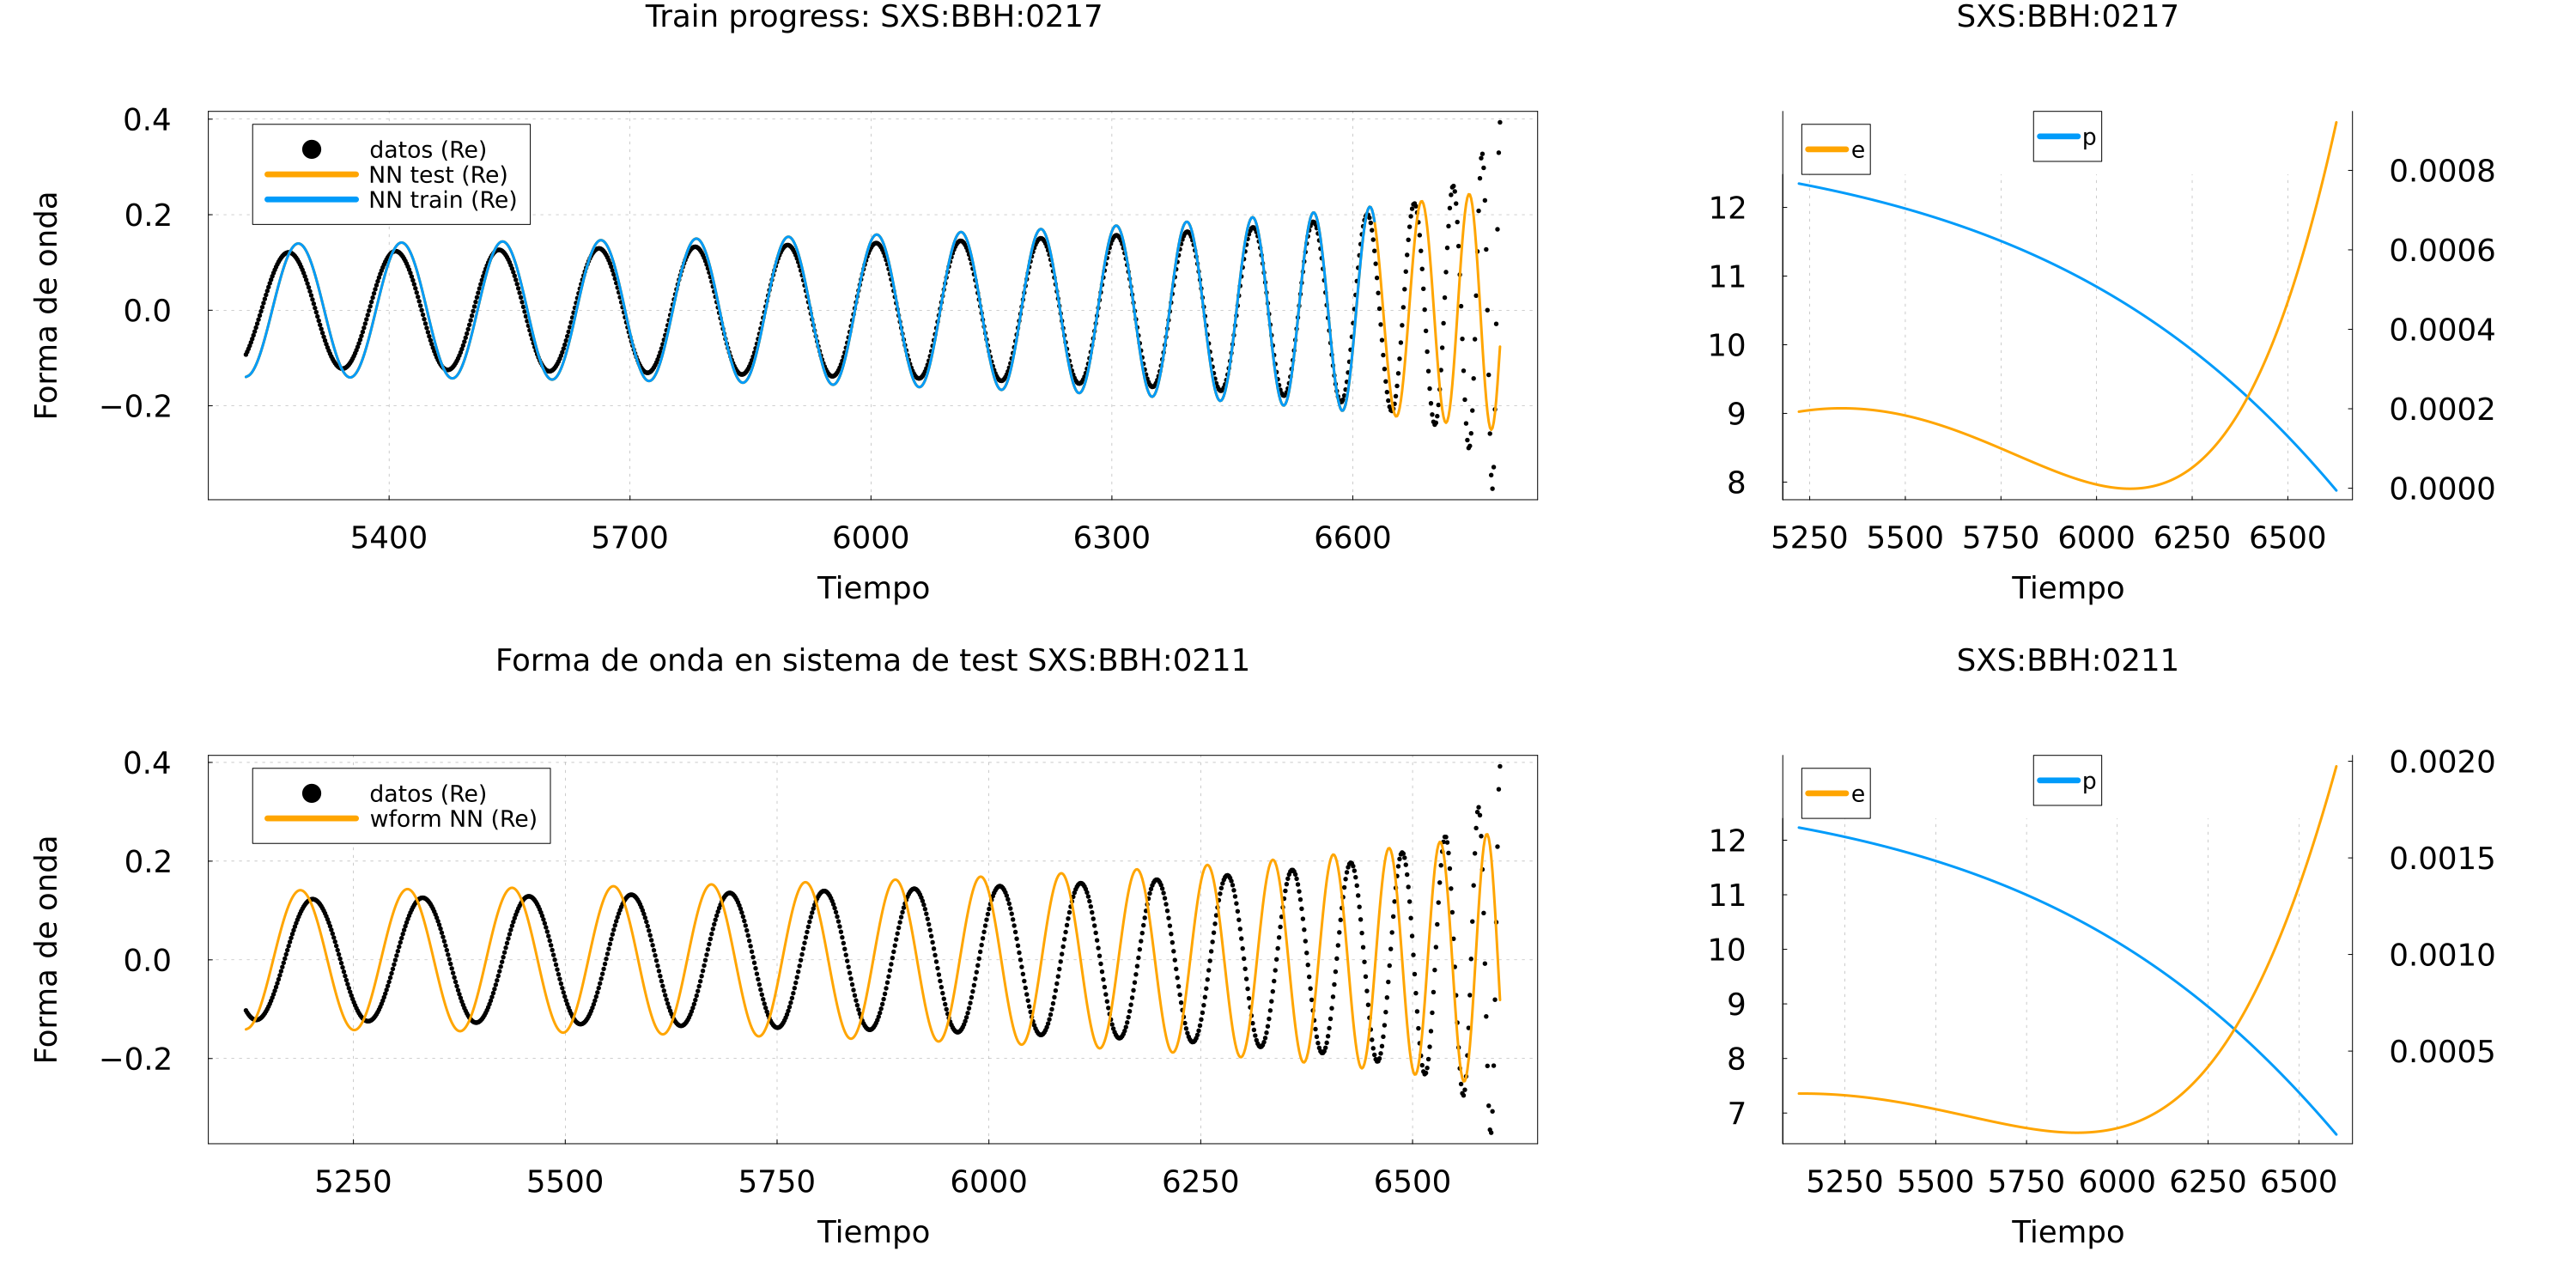 Train progress: SXS:BBH:0217
Forma de onda
0.4
0.2
0.0
−0.2
datos (Re)
NN test (Re)
NN train (Re)
5400 5700 6000 6300 6600
Tiempo
SXS:BBH:0217
e
p
12
11
10
9
8
0.0008
0.0006
0.0004
0.0002
0.0000
5250 5500 5750 6000 6250 6500
Tiempo
Forma de onda en sistema de test SXS:BBH:0211
Forma de onda
0.4
0.2
0.0
−0.2
datos (Re)
wform NN (Re)
5250 5500 5750 6000 6250 6500
Tiempo
SXS:BBH:0211
e
p
12
11
10
9
8
7
0.0020
0.0015
0.0010
0.0005
5250 5500 5750 6000 6250 6500
Tiempo